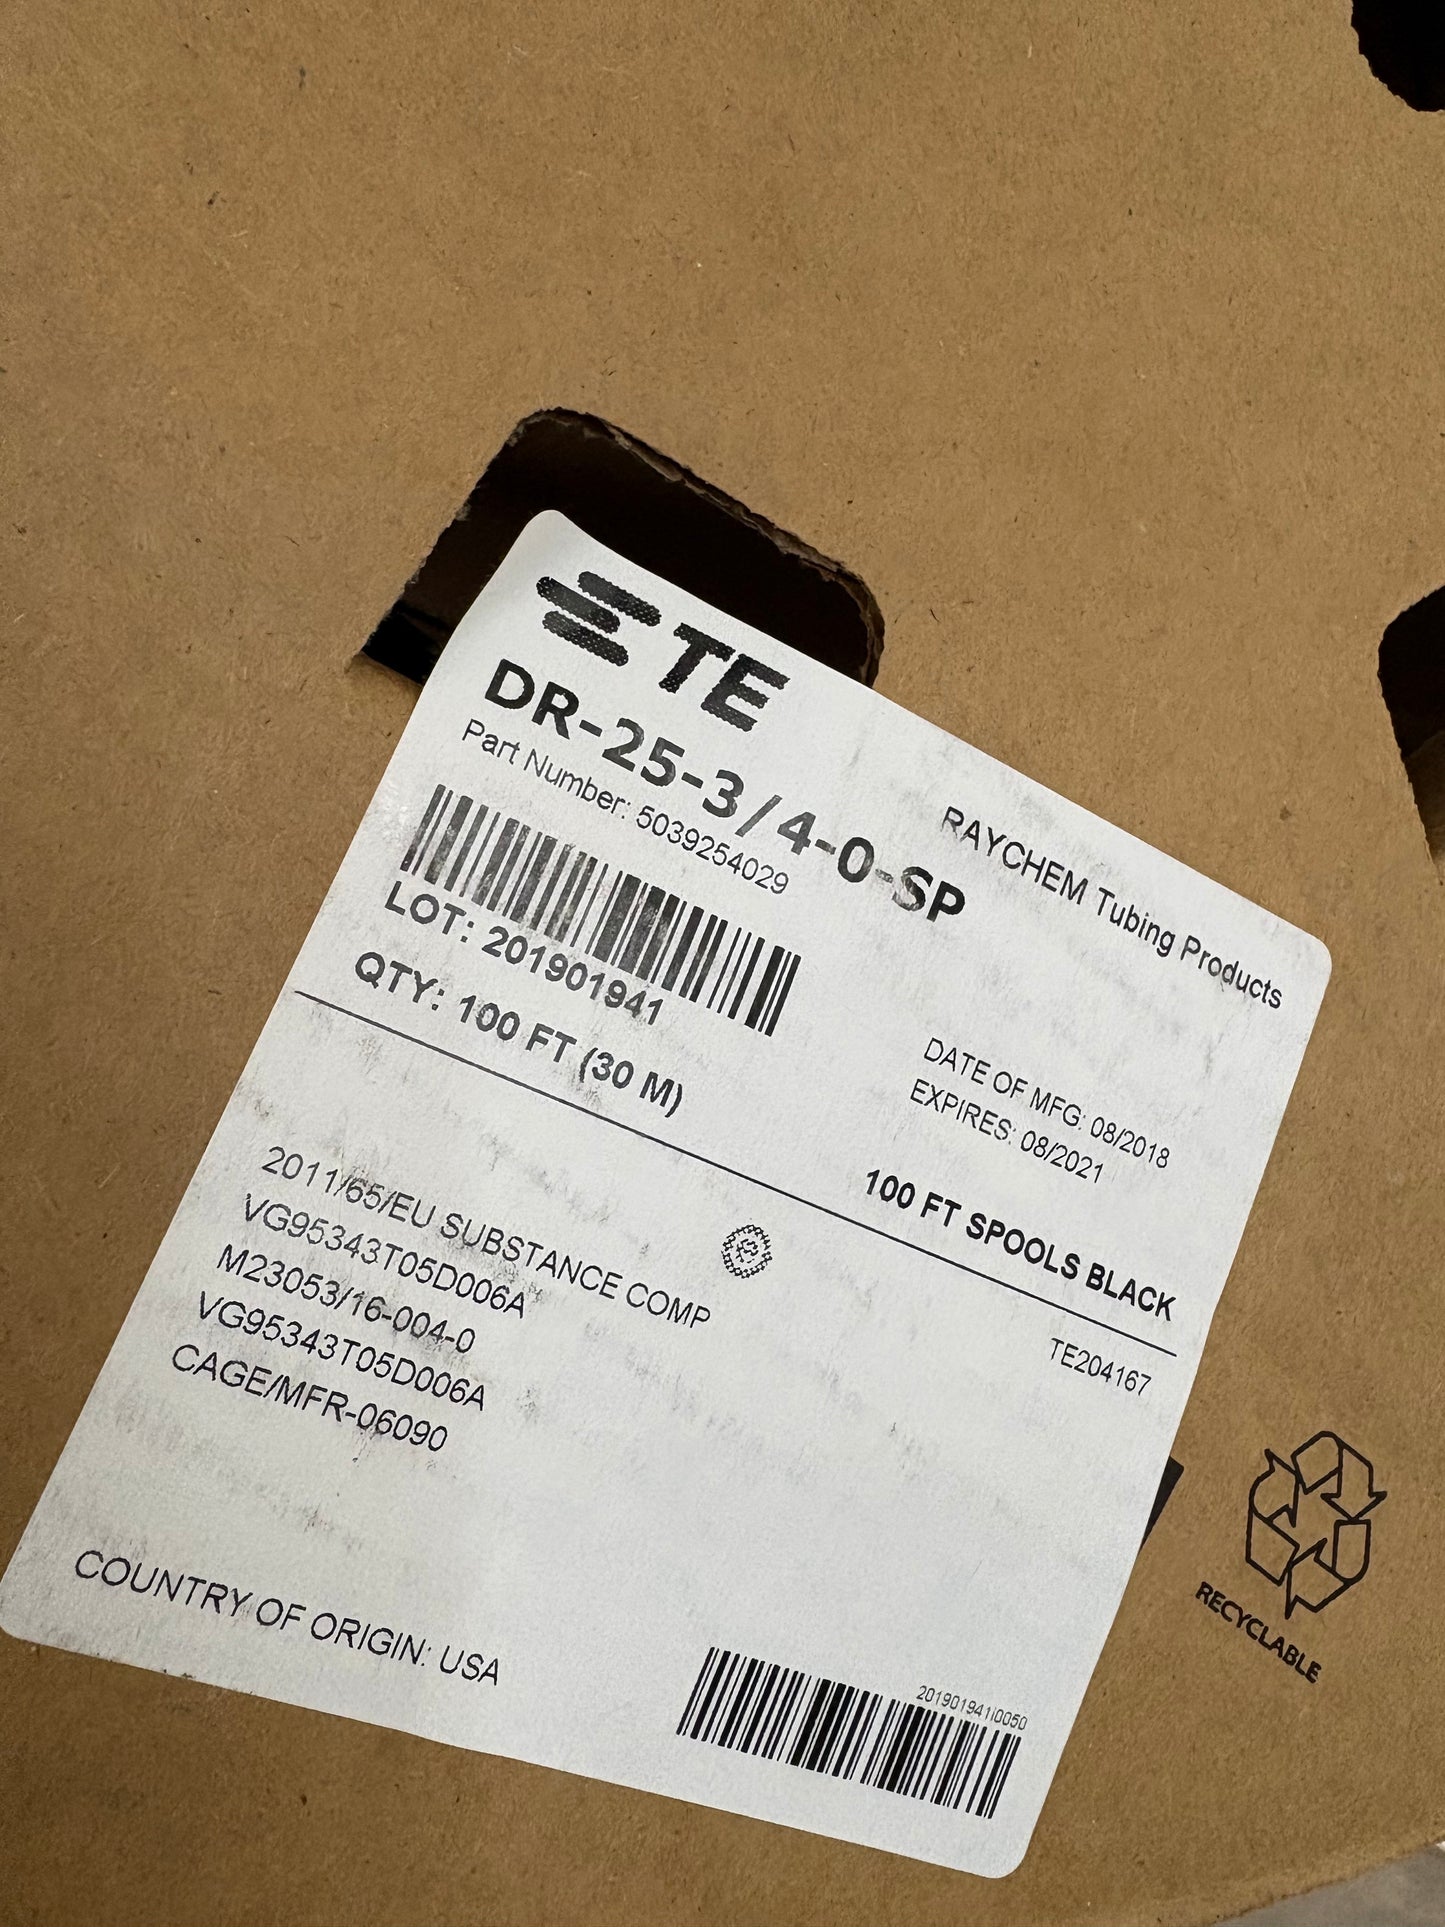 TE
RAYCHEM Tubing Products
DR-25-3/4-0-SP
Part Number: 5039254029
LOT: 201901941
DATE OF MFG: 08/2018
EXPIRES: 08/2021
QTY: 100 FT (30 M)
100 FT SPOOLS BLACK
TE204167
2011/65/EU SUBSTANCE COMP
VG95343T05D006A
M23053/16-004-0
VG95343T05D006A
CAGE/MFR-06090
COUNTRY OF ORIGIN: USA
201901941I0050
RECYCLABLE